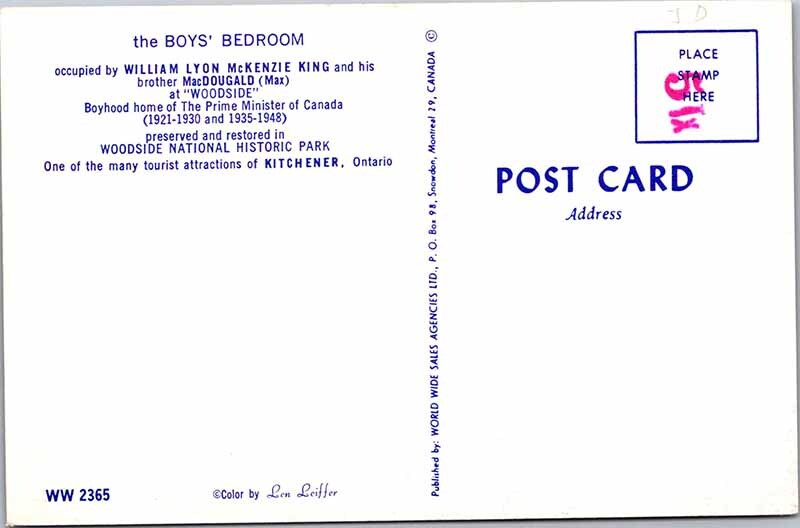 the BOYS' BEDROOM
occupied by WILLIAM LYON McKENZIE KING and his
brother MacDOUGALD (Max)
at "WOODSIDE"
Boyhood home of The Prime Minister of Canada
(1921-1930 and 1935-1948)
preserved and restored in
WOODSIDE NATIONAL HISTORIC PARK
One of the many tourist attractions of KITCHENER, Ontario
WW 2365
©Color by Len Leiffer
Published by: WORLD WIDE SALES AGENCIES LTD., P. O. Box 98, Snowdon, Montreal 29, CANADA ©
J D
PLACE
STAMP
HERE
POST CARD
Address